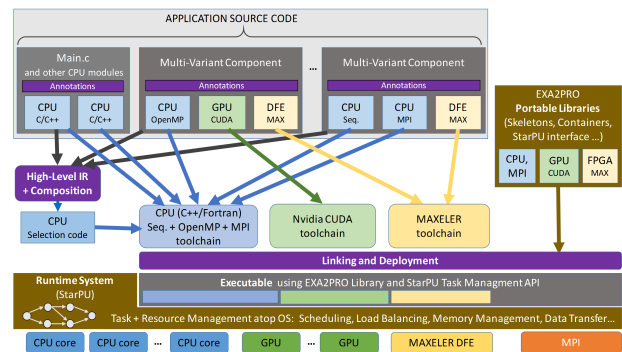 APPLICATION SOURCE CODE
Main.c
and other CPU modules
Annotations
CPU
C/C++
CPU
C/C++
Multi-Variant Component
Annotations
CPU
OpenMP
GPU
CUDA
DFE
MAX
...
Multi-Variant Component
Annotations
CPU
Seq.
CPU
MPI
DFE
MAX
EXA2PRO
Portable Libraries
(Skeletons, Containers,
StarPU interface ...)
CPU,
MPI
GPU
CUDA
FPGA
MAX
High-Level IR
+ Composition
CPU
Selection code
CPU (C++/Fortran)
Seq. + OpenMP + MPI
toolchain
Nvidia CUDA
toolchain
MAXELER
toolchain
Linking and Deployment
Runtime System
(StarPU)
Executable using EXA2PRO Library and StarPU Task Managment API
Task + Resource Management atop OS: Scheduling, Load Balancing, Memory Management, Data Transfer...
CPU core
CPU core
...
CPU core
GPU
...
GPU
MAXELER DFE
MPI